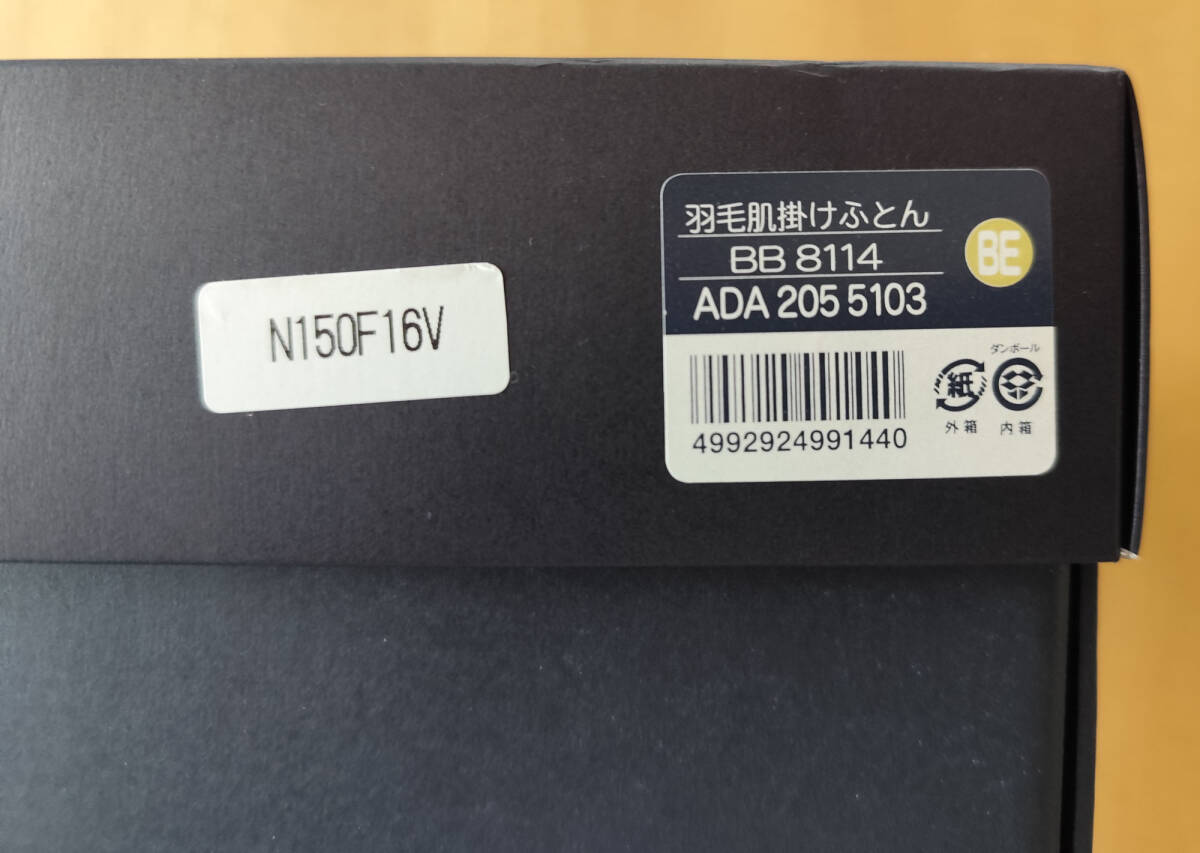 N150F16V
羽毛肌掛けふとん
BB 8114
BE
ADA 205 5103
4992924991440
紙
外箱
ダンボール
内箱